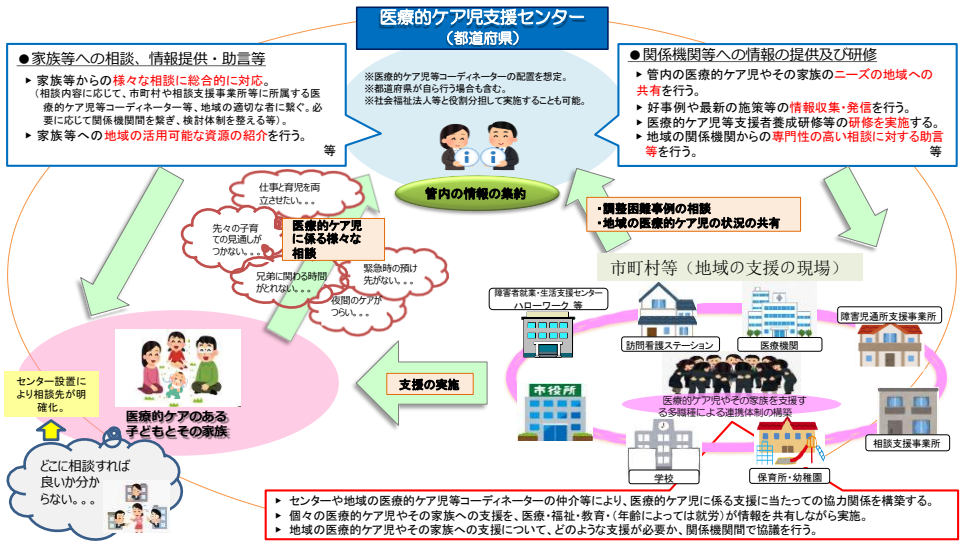 医療的ケア児支援センター
（都道府県）
●家族等への相談、情報提供・助言等
▶ 家族等からの様々な相談に総合的に対応。
（相談内容に応じて、市町村や相談支援事業所等に所属する医
療的ケア児等コーディネーター等、地域の適切な者に繋ぐ。必
要に応じて関係機関間を繋ぎ、検討体制を整える等）。
▶ 家族等への地域の活用可能な資源の紹介を行う。
等
※医療的ケア児等コーディネーターの配置を想定。
※都道府県が自ら行う場合も含む。
※社会福祉法人等と役割分担して実施することも可能。
管内の情報の集約
●関係機関等への情報の提供及び研修
▶ 管内の医療的ケア児やその家族のニーズの地域への
共有を行う。
▶ 好事例や最新の施策等の情報収集・発信を行う。
▶ 医療的ケア児等支援者養成研修等の研修を実施する。
▶ 地域の関係機関からの専門性の高い相談に対する助言
等を行う。
等
仕事と育児を両
立させたい。。。
先々の子育
ての見通しが
つかない。。。
医療的ケア児
に係る様々な
相談
兄弟に関わる時間
がとれない。。。
緊急時の預け
先がない。。。
夜間のケアが
つらい。。。
・調整困難事例の相談
・地域の医療的ケア児の状況の共有
市町村等（地域の支援の現場）
障害者就業・生活支援センター
ハローワーク 等
訪問看護ステーション
医療機関
障害児通所支援事業所
市役所
医療的ケア児やその家族を支援す
る多職種による連携体制の構築
相談支援事業所
学校
保育所・幼稚園
支援の実施
医療的ケアのある
子どもとその家族
センター設置に
より相談先が明
確化。
どこに相談すれば
良いか分か
らない。。。
▶ センターや地域の医療的ケア児等コーディネーターの仲介等により、医療的ケア児に係る支援に当たっての協力関係を構築する。
▶ 個々の医療的ケア児やその家族への支援を、医療・福祉・教育・（年齢によっては就労）が情報を共有しながら実施。
▶ 地域の医療的ケア児やその家族への支援について、どのような支援が必要か、関係機関間で協議を行う。